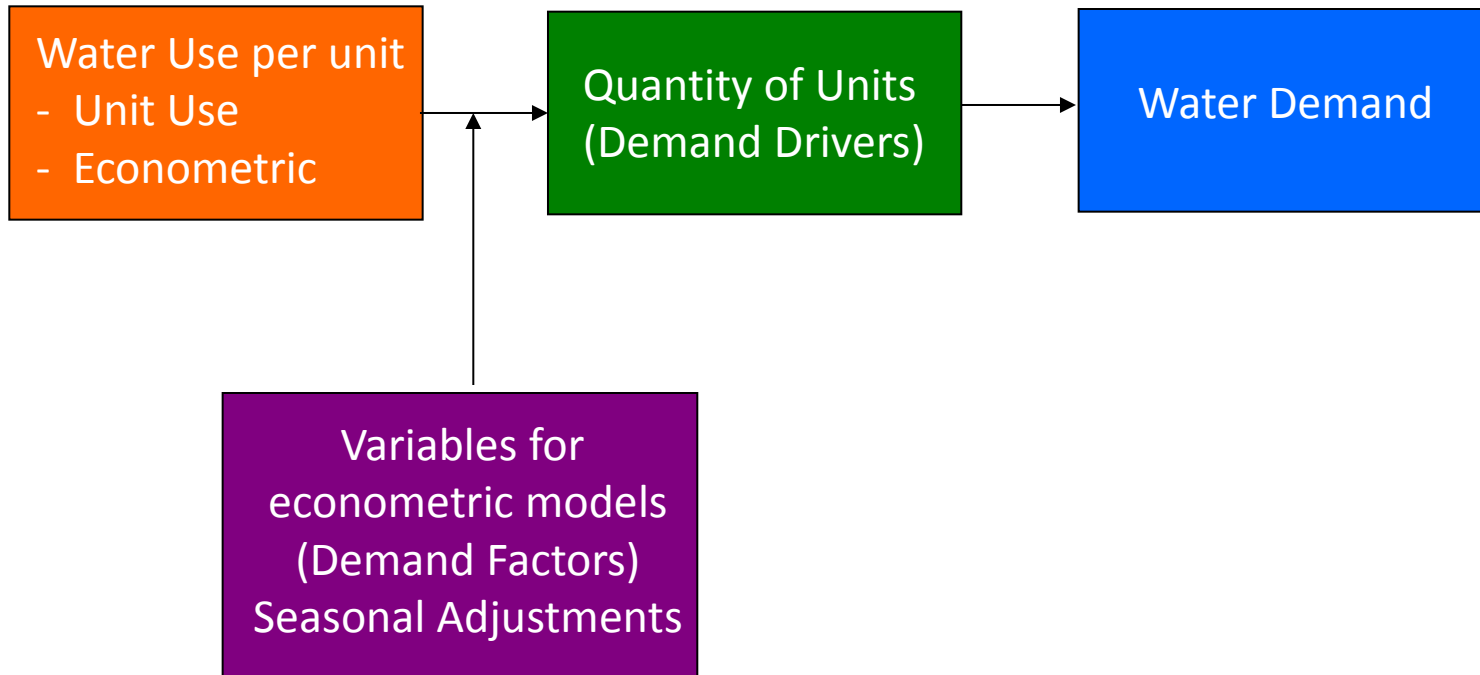 Water Use per unit
- Unit Use
- Econometric
Quantity of Units
(Demand Drivers)
Water Demand
Variables for
econometric models
(Demand Factors)
Seasonal Adjustments